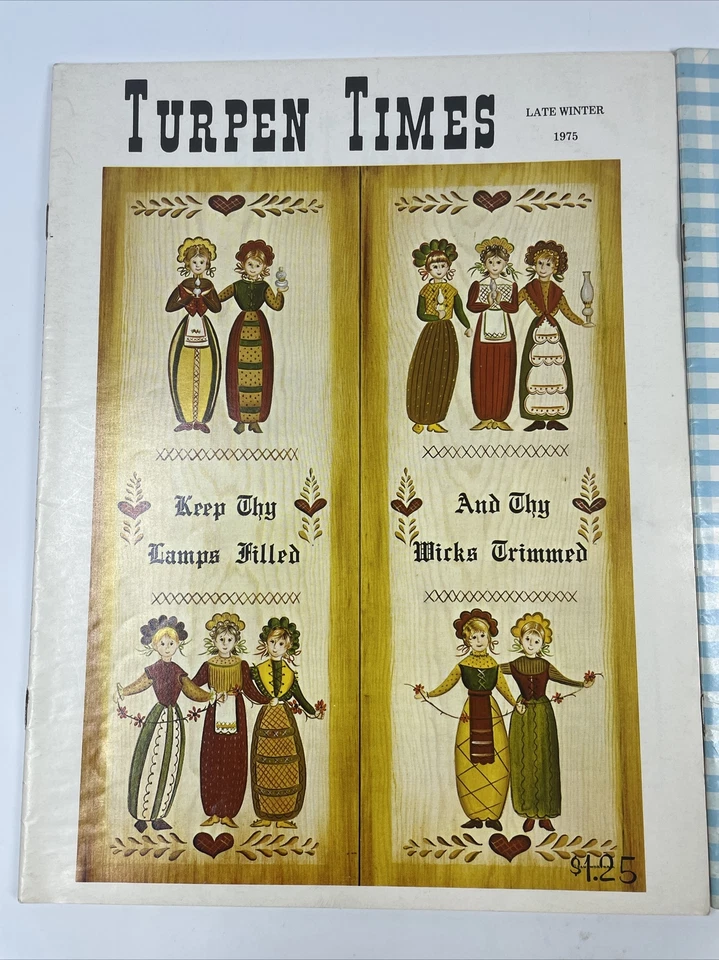 TURPEN TIMES
LATE WINTER
1975
Keep Thy
Lamps Filled
And Thy
Wicks Trimmed
$1.25